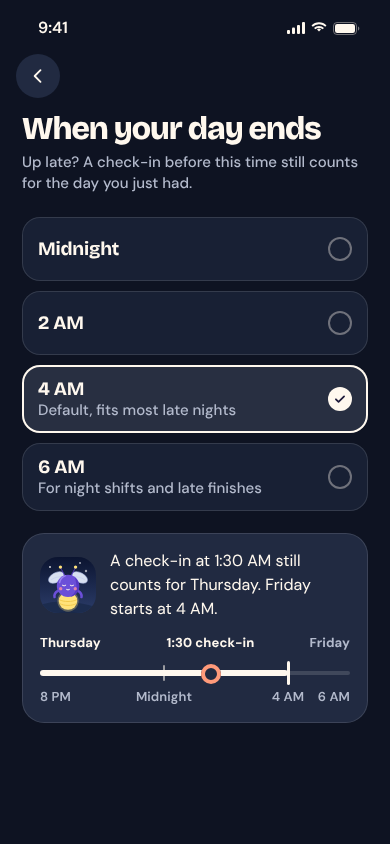 9:41
When your day ends
Up late? A check-in before this time still counts
for the day you just had.
Midnight
2 AM
4 AM
Default, fits most late nights
6 AM
For night shifts and late finishes
A check-in at 1:30 AM still
counts for Thursday. Friday
starts at 4 AM.
Thursday 1:30 check-in Friday
8 PM Midnight 4 AM 6 AM